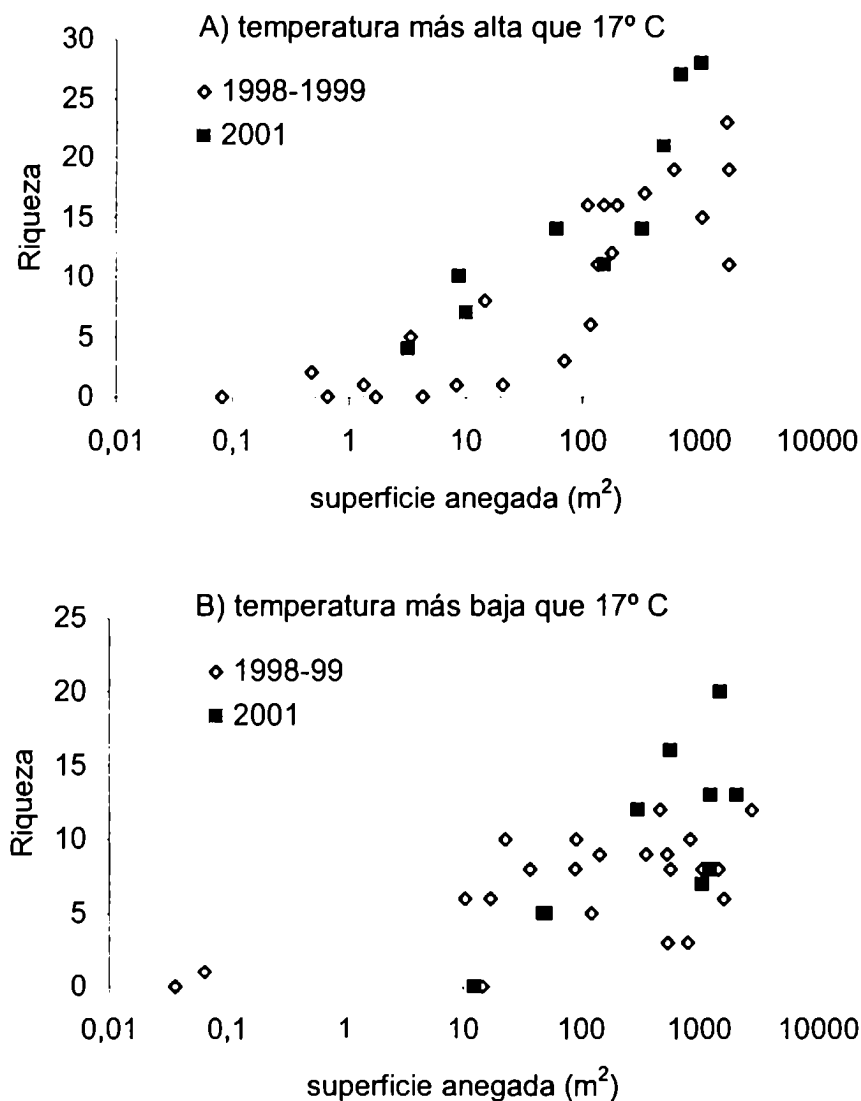 A) temperatura más alta que 17º C
30
25
20
15
10
5
0
Riqueza
1998-1999
2001
0,01 0,1 1 10 100 1000 10000
superficie anegada (m²)
B) temperatura más baja que 17º C
25
20
15
10
5
0
Riqueza
1998-99
2001
0,01 0,1 1 10 100 1000 10000
superficie anegada (m²)